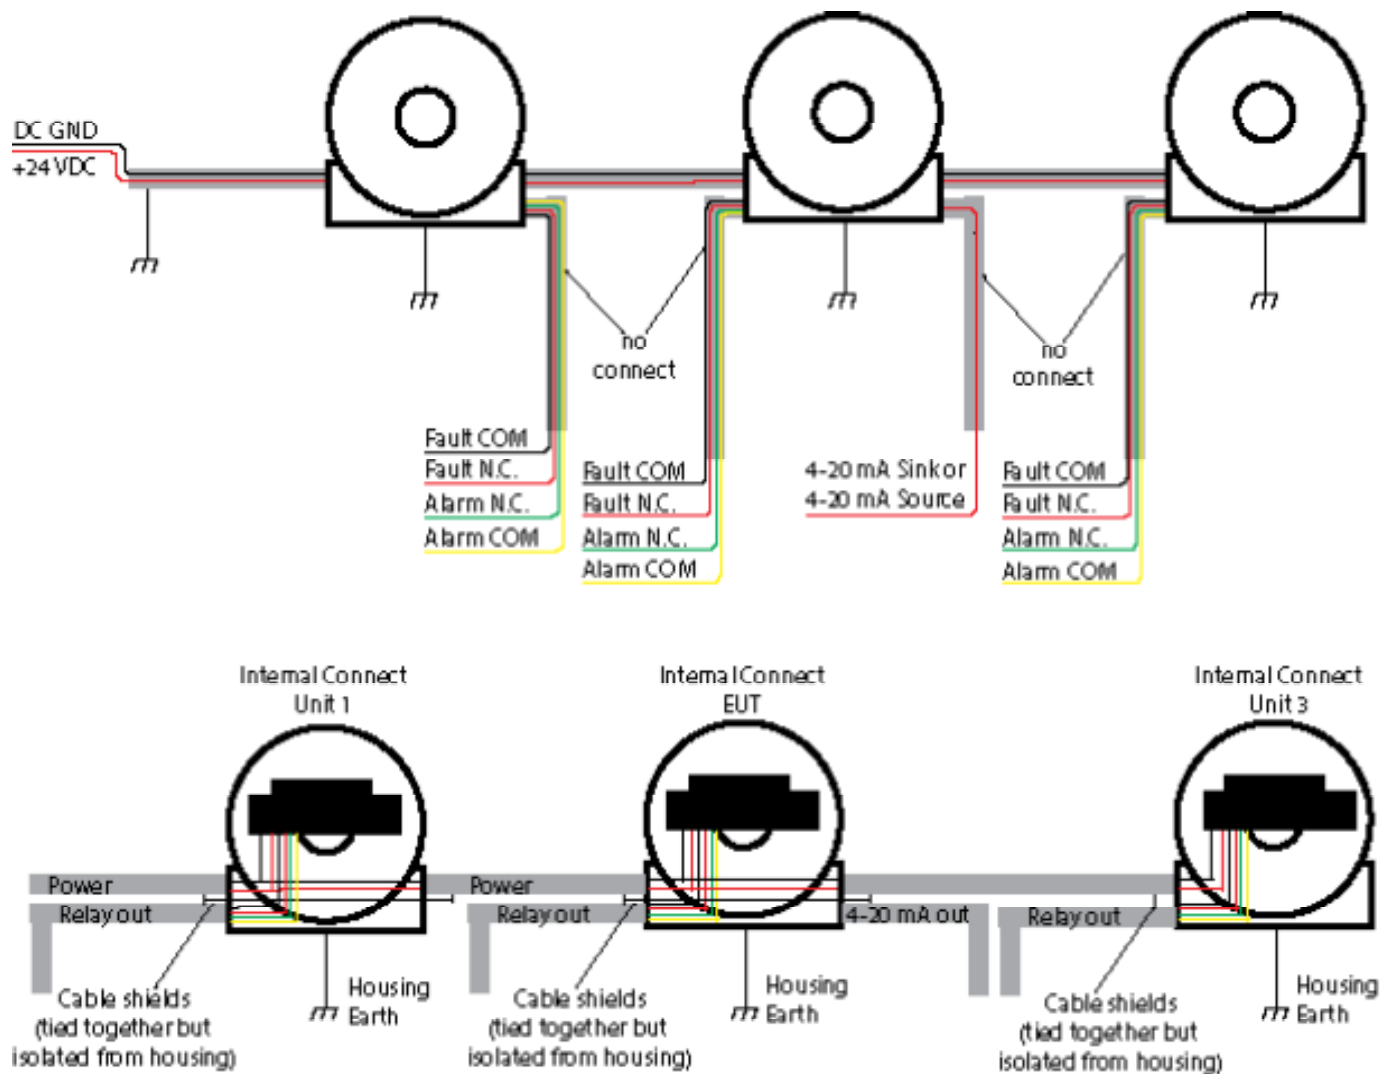 DC GND
+24 VDC
no
connect
no
connect
Fault COM
Fault N.C.
Alarm N.C.
Alarm COM
Fault COM
Fault N.C.
Alarm N.C.
Alarm COM
4-20 mA Sink or
4-20 mA Source
Fault COM
Fault N.C.
Alarm N.C.
Alarm COM
Internal Connect
Unit 1
Internal Connect
EUT
Internal Connect
Unit 3
Power
Relay out
Power
Relay out
4-20 mA out
Relay out
Cable shields
(tied together but
isolated from housing)
Housing
Earth
Cable shields
(tied together but
isolated from housing)
Housing
Earth
Cable shields
(tied together but
isolated from housing)
Housing
Earth